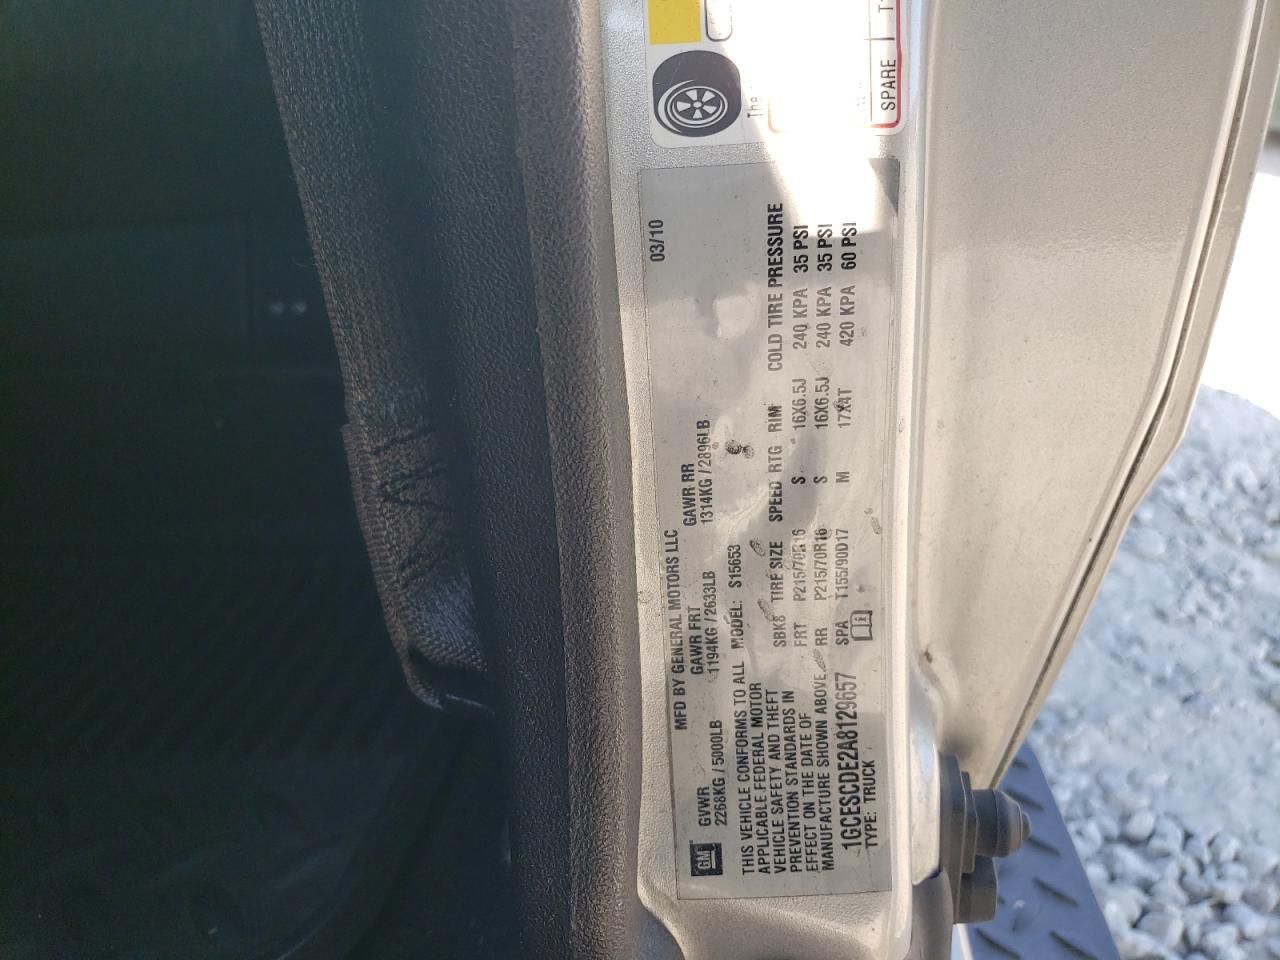 The
SPARE
03/10
MFD BY GENERAL MOTORS LLC
GM
GVWR GAWR FRT GAWR RR
2268KG / 5000LB 1194KG / 2633LB 1314KG / 2896LB
THIS VEHICLE CONFORMS TO ALL
APPLICABLE FEDERAL MOTOR
VEHICLE SAFETY AND THEFT
PREVENTION STANDARDS IN
EFFECT ON THE DATE OF
MANUFACTURE SHOWN ABOVE.
MODEL: S15653
SBK8 TIRE SIZE SPEED RTG RIM COLD TIRE PRESSURE
FRT P215/70R16 S 16X6.5J 240 KPA 35 PSI
RR P215/70R16 S 16X6.5J 240 KPA 35 PSI
SPA T155/90D17 M 17X4T 420 KPA 60 PSI
1GCESCDE2A8129657
TYPE: TRUCK